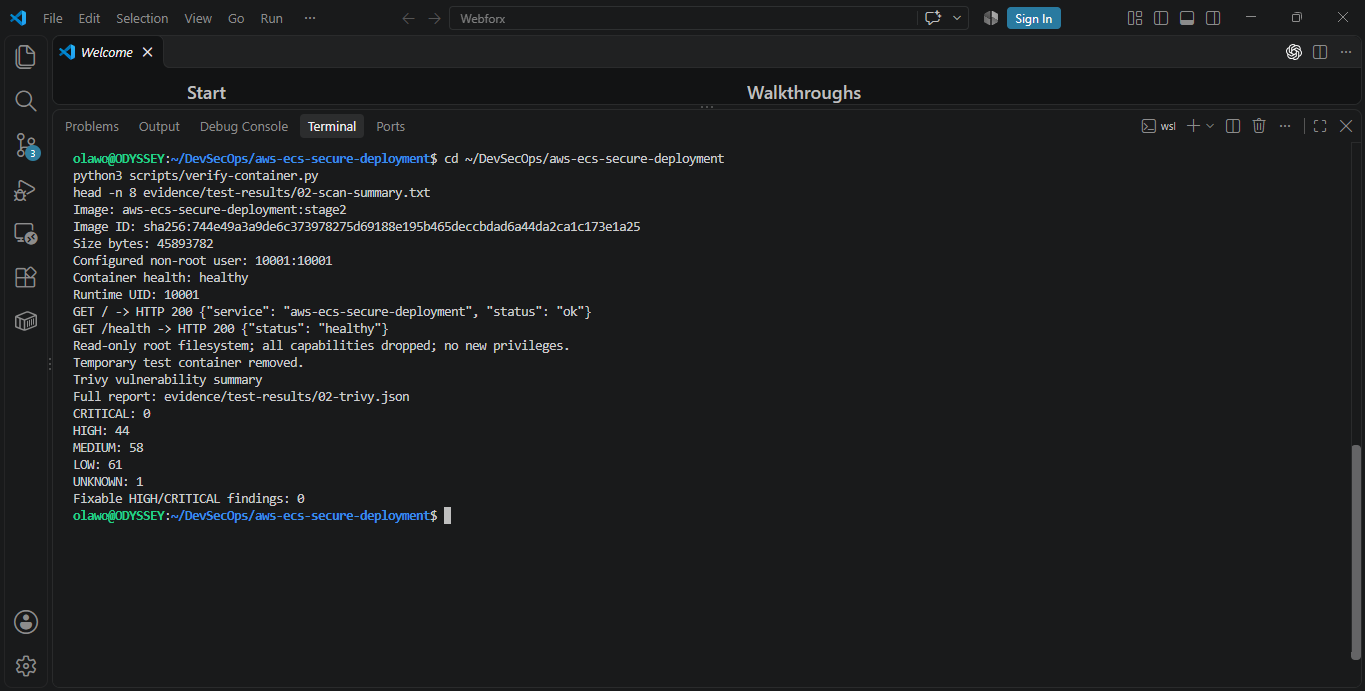 File Edit Selection View Go Run ···
Webforx
Sign In
Welcome
Start
Walkthroughs
Problems Output Debug Console Terminal Ports
wsl
3
olawo@ODYSSEY:~/DevSecOps/aws-ecs-secure-deployment$ cd ~/DevSecOps/aws-ecs-secure-deployment
python3 scripts/verify-container.py
head -n 8 evidence/test-results/02-scan-summary.txt
Image: aws-ecs-secure-deployment:stage2
Image ID: sha256:744e49a3a9de6c373978275d69188e195b465deccbdad6a44da2ca1c173e1a25
Size bytes: 45893782
Configured non-root user: 10001:10001
Container health: healthy
Runtime UID: 10001
GET / -> HTTP 200 {"service": "aws-ecs-secure-deployment", "status": "ok"}
GET /health -> HTTP 200 {"status": "healthy"}
Read-only root filesystem; all capabilities dropped; no new privileges.
Temporary test container removed.
Trivy vulnerability summary
Full report: evidence/test-results/02-trivy.json
CRITICAL: 0
HIGH: 44
MEDIUM: 58
LOW: 61
UNKNOWN: 1
Fixable HIGH/CRITICAL findings: 0
olawo@ODYSSEY:~/DevSecOps/aws-ecs-secure-deployment$